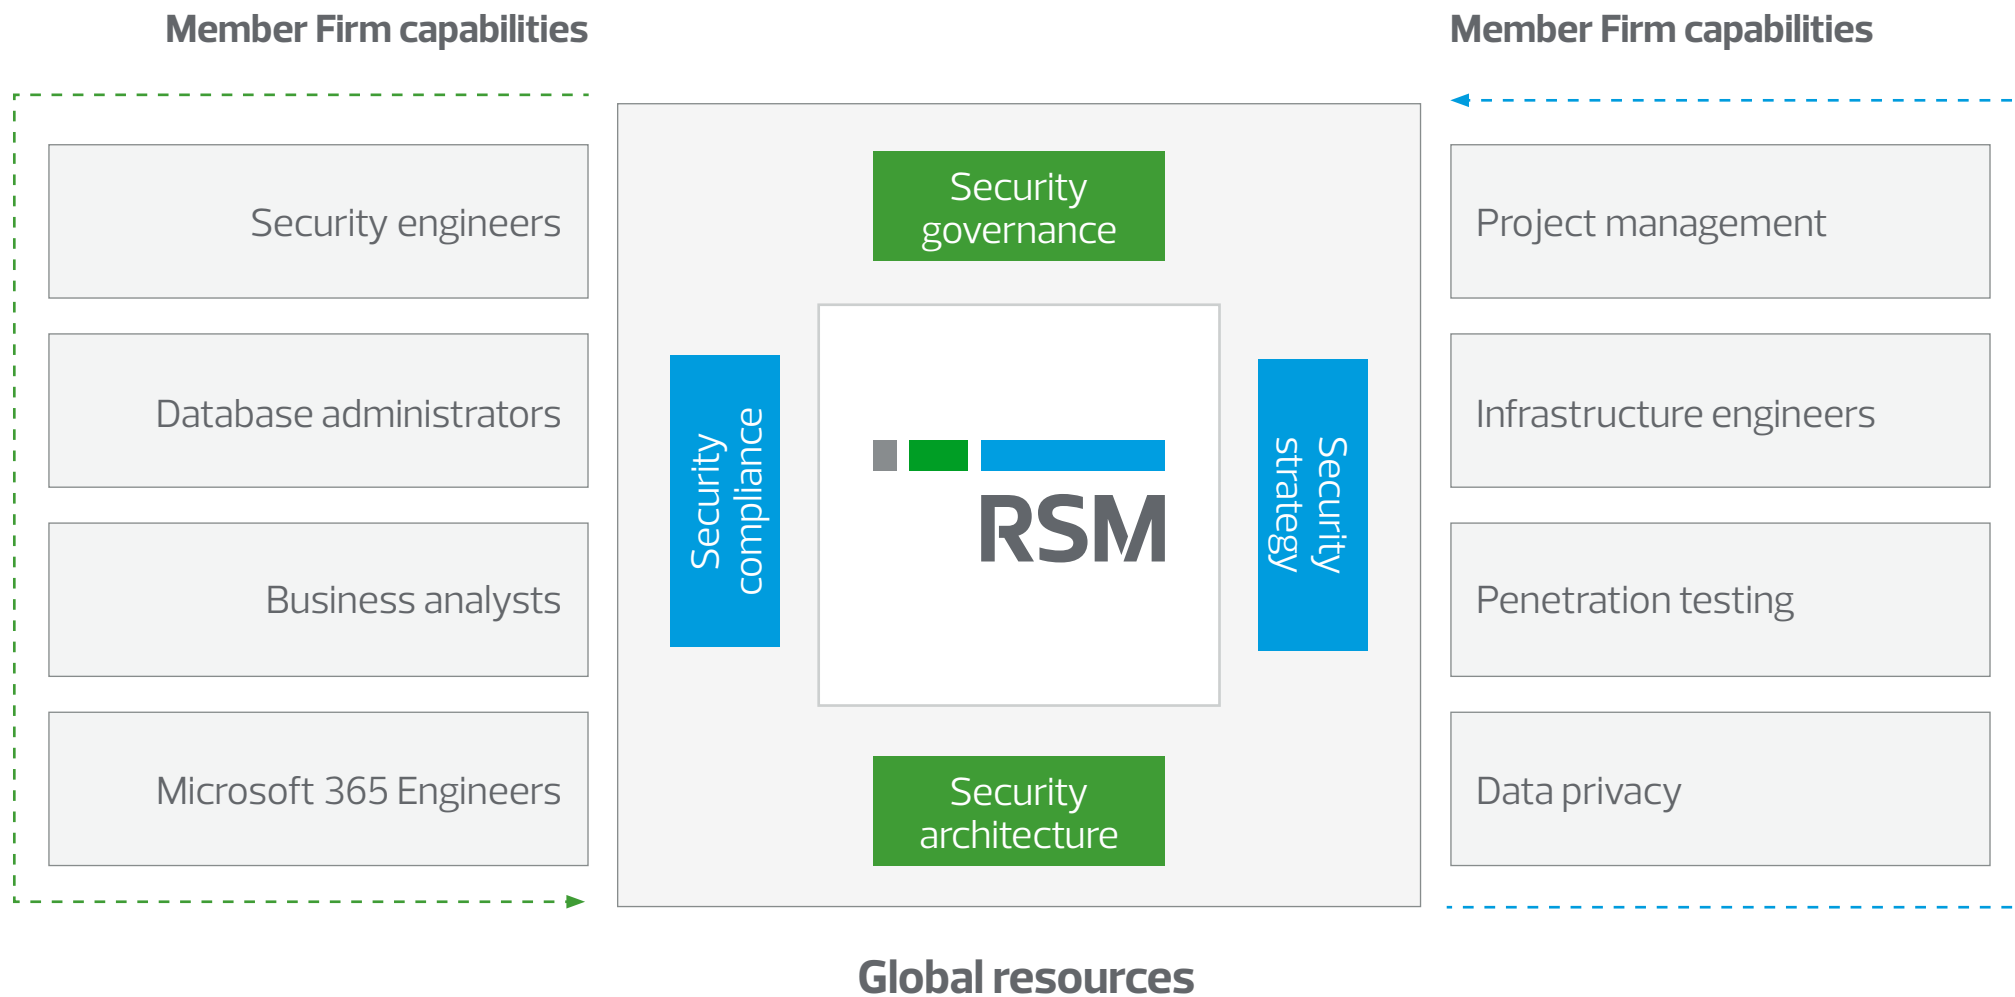 Member Firm capabilities
Security engineers
Database administrators
Business analysts
Microsoft 365 Engineers
Security
governance
Security
compliance
RSM
Security
strategy
Security
architecture
Global resources
Member Firm capabilities
Project management
Infrastructure engineers
Penetration testing
Data privacy